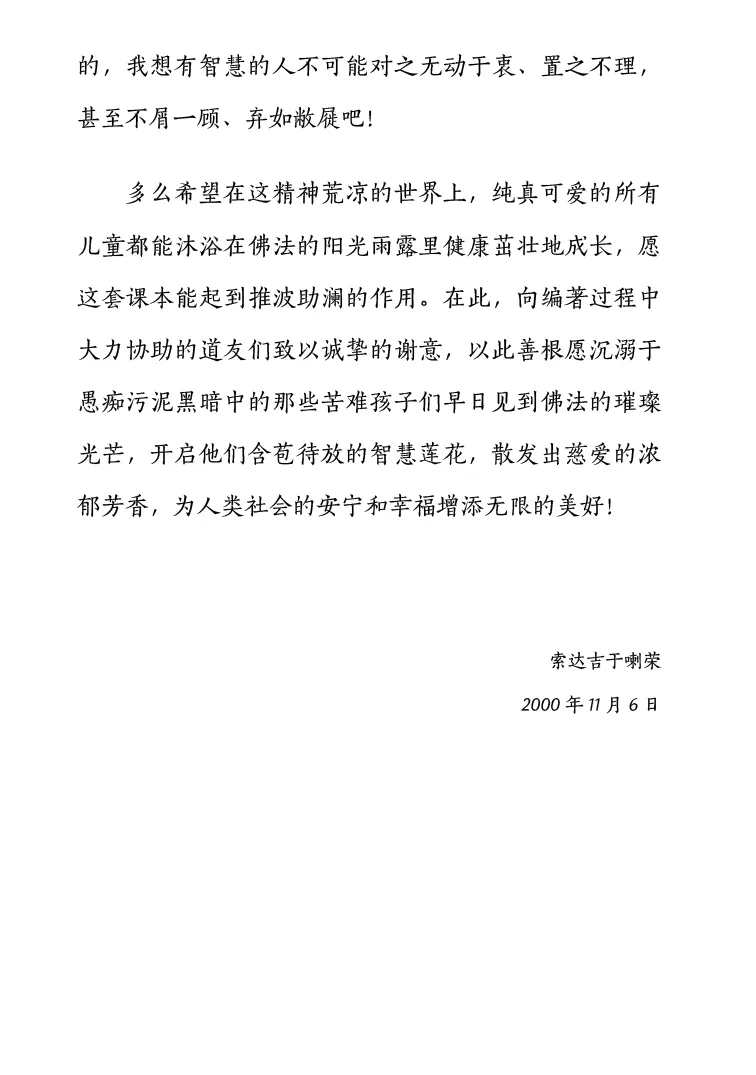 的，我想有智慧的人不可能对之无动于衷、置之不理，
甚至不屑一顾、弃如敝屣吧！
多么希望在这精神荒凉的世界上，纯真可爱的所有
儿童都能沐浴在佛法的阳光雨露里健康茁壮地成长，愿
这套课本能起到推波助澜的作用。在此，向编著过程中
大力协助的道友们致以诚挚的谢意，以此善根愿沉溺于
愚痴污泥黑暗中的那些苦难孩子们早日见到佛法的璀璨
光芒，开启他们含苞待放的智慧莲花，散发出慈爱的浓
郁芳香，为人类社会的安宁和幸福增添无限的美好！
索达吉于喇荣
2000 年 11 月 6 日